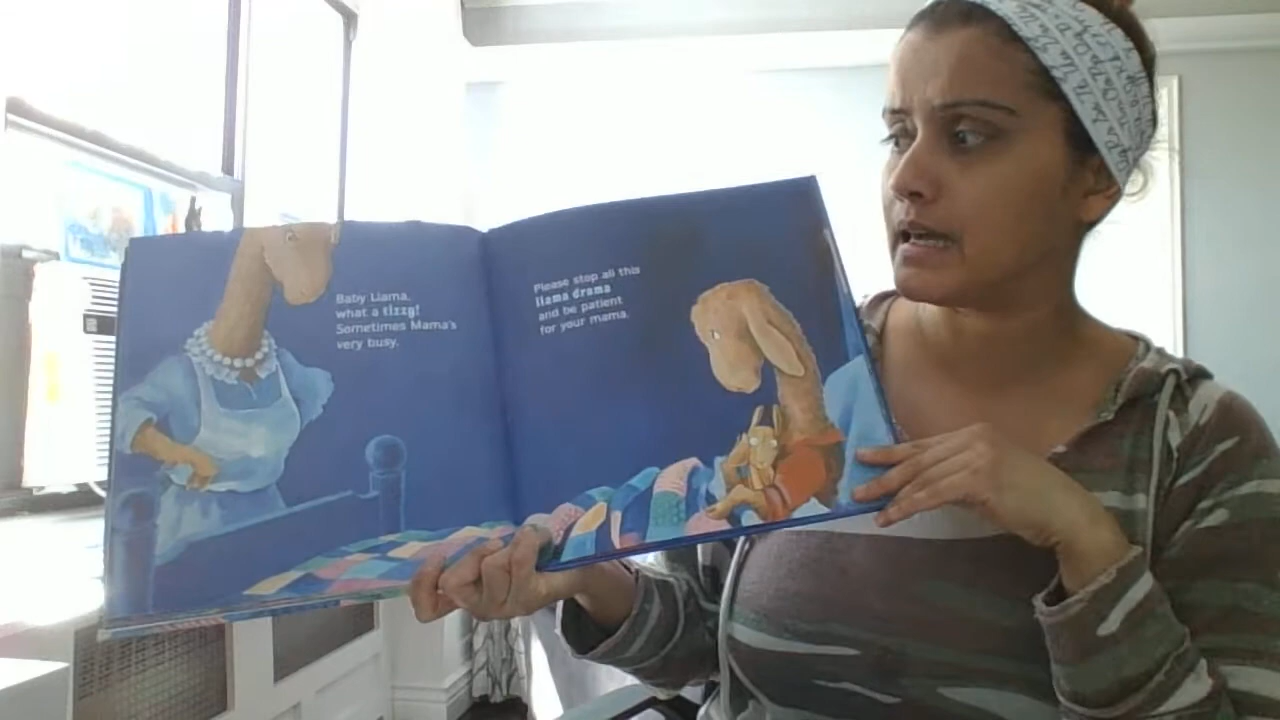 Baby Llama,
what a tizzy!
Sometimes Mama's
very busy.
Please stop all this
llama drama
and be patient
for your mama.